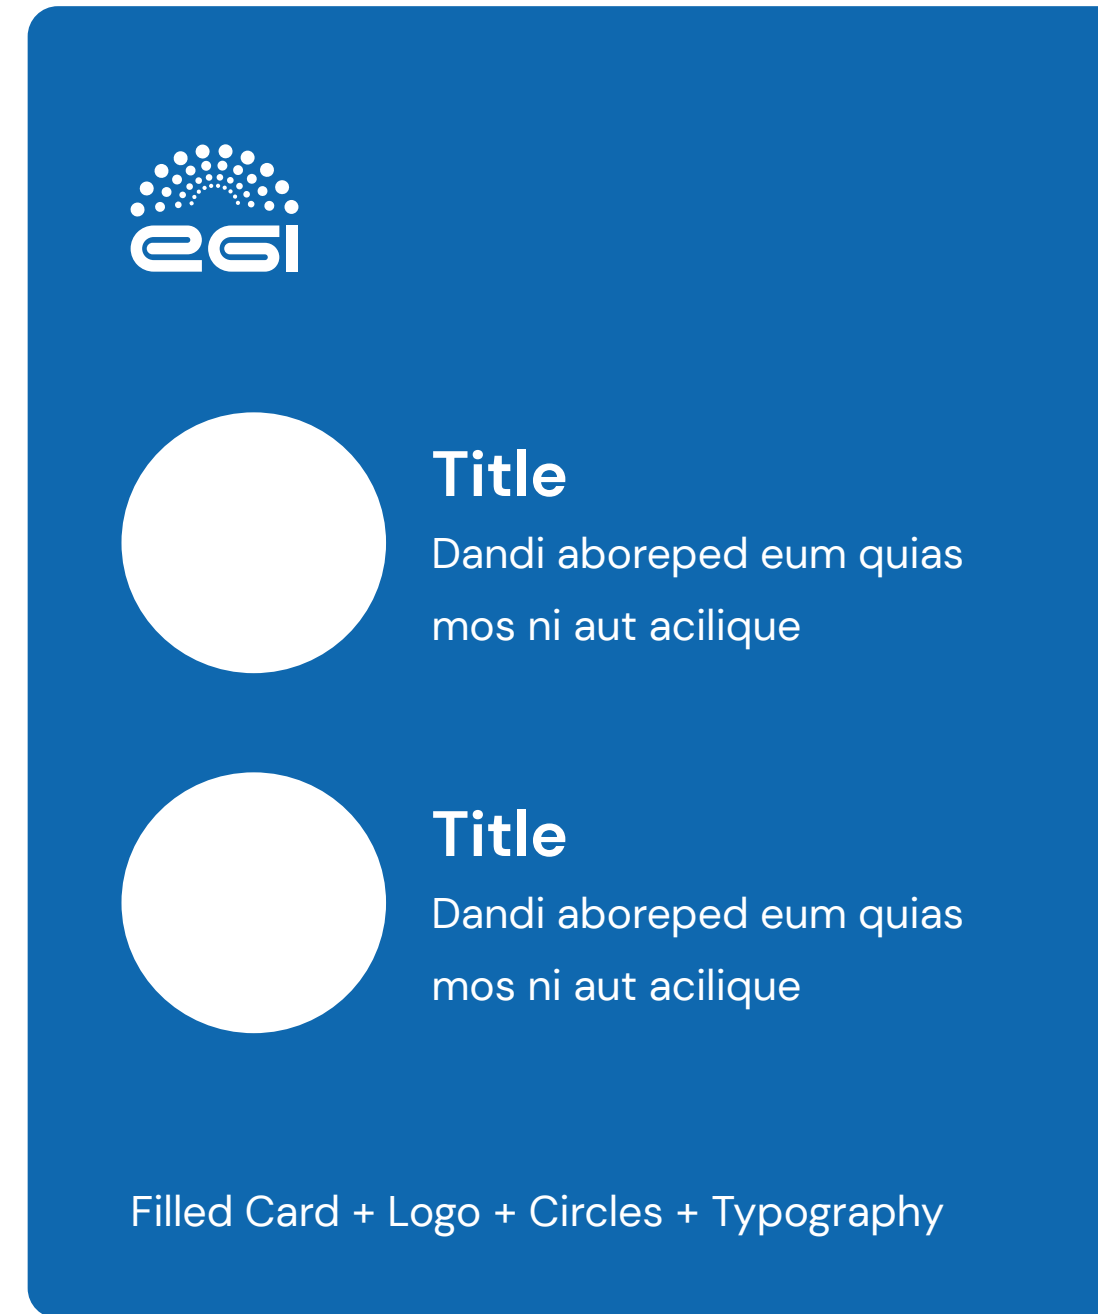 egi
Title
Dandi aboreped eum quias
mos ni aut acilique
Title
Dandi aboreped eum quias
mos ni aut acilique
Filled Card + Logo + Circles + Typography